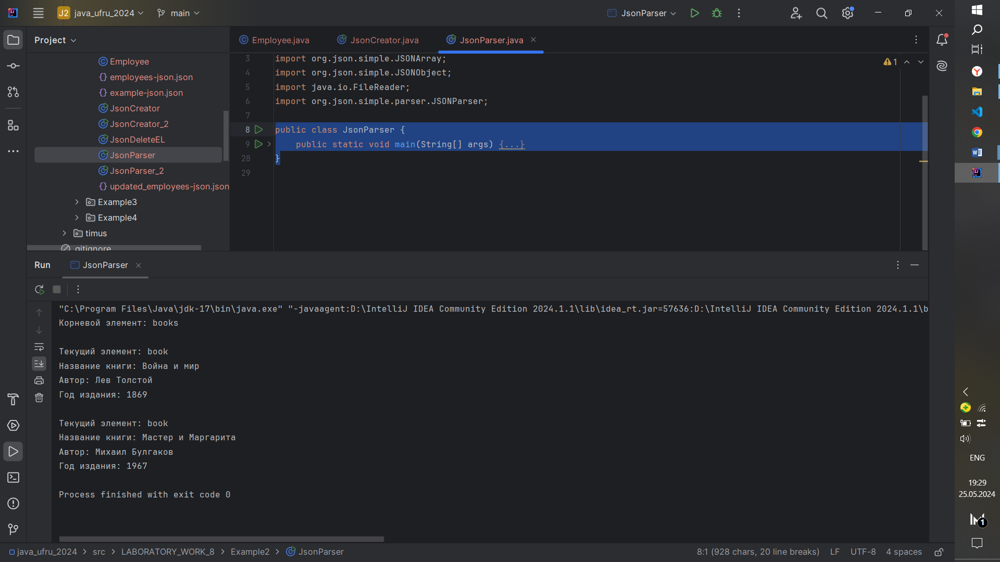 J2 java_ufru_2024 main JsonParser
Project
Employee.java JsonCreator.java JsonParser.java
Employee
employees-json.json
example-json.json
JsonCreator
JsonCreator_2
JsonDeleteEL
JsonParser
JsonParser_2
updated_employees-json.json
Example3
Example4
timus
.gitignore
1
3 import org.json.simple.JSONArray;
4 import org.json.simple.JSONObject;
5 import java.io.FileReader;
6 import org.json.simple.parser.JSONParser;
7
8 public class JsonParser {
9 public static void main(String[] args) {...}
28 }
29
Run JsonParser
"C:\Program Files\Java\jdk-17\bin\java.exe" "-javaagent:D:\IntelliJ IDEA Community Edition 2024.1.1\lib\idea_rt.jar=57636:D:\IntelliJ IDEA Community Edition 2024.1.1\b
Корневой элемент: books
Текущий элемент: book
Название книги: Война и мир
Автор: Лев Толстой
Год издания: 1869
Текущий элемент: book
Название книги: Мастер и Маргарита
Автор: Михаил Булгаков
Год издания: 1967
Process finished with exit code 0
java_ufru_2024 > src > LABORATORY_WORK_8 > Example2 > JsonParser
8:1 (928 chars, 20 line breaks) LF UTF-8 4 spaces
ENG
19:29
25.05.2024
1